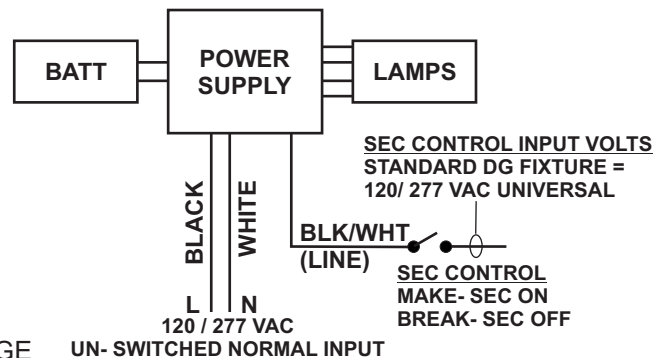 BATT
POWER
SUPPLY
LAMPS
SEC CONTROL INPUT VOLTS
STANDARD DG FIXTURE =
120/ 277 VAC UNIVERSAL
BLACK
WHITE
BLK/WHT
(LINE)
SEC CONTROL
MAKE- SEC ON
BREAK- SEC OFF
L N
120 / 277 VAC
UN- SWITCHED NORMAL INPUT
GE